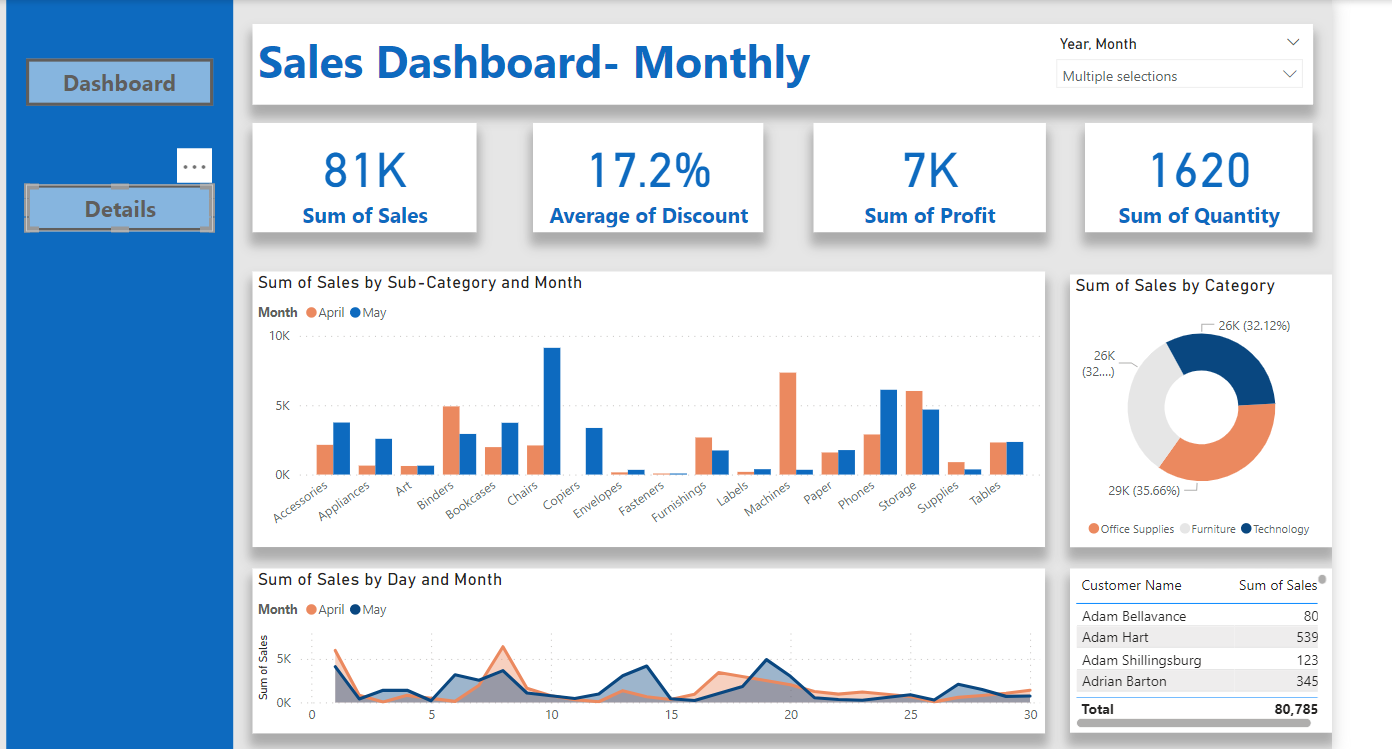 Dashboard
...
Details
Sales Dashboard- Monthly
Year, Month
Multiple selections
81K
Sum of Sales
17.2%
Average of Discount
7K
Sum of Profit
1620
Sum of Quantity
Sum of Sales by Sub-Category and Month
Month April May
10K
5K
0K
Accessories
Appliances
Art
Binders
Bookcases
Chairs
Copiers
Envelopes
Fasteners
Furnishings
Labels
Machines
Paper
Phones
Storage
Supplies
Tables
Sum of Sales by Category
26K (32.12%)
26K
(32....)
29K (35.66%)
Office Supplies Furniture Technology
Sum of Sales by Day and Month
Month April May
Sum of Sales
5K
0K
0 5 10 15 20 25 30
Customer Name Sum of Sales
Adam Bellavance 80
Adam Hart 539
Adam Shillingsburg 123
Adrian Barton 345
Total 80,785